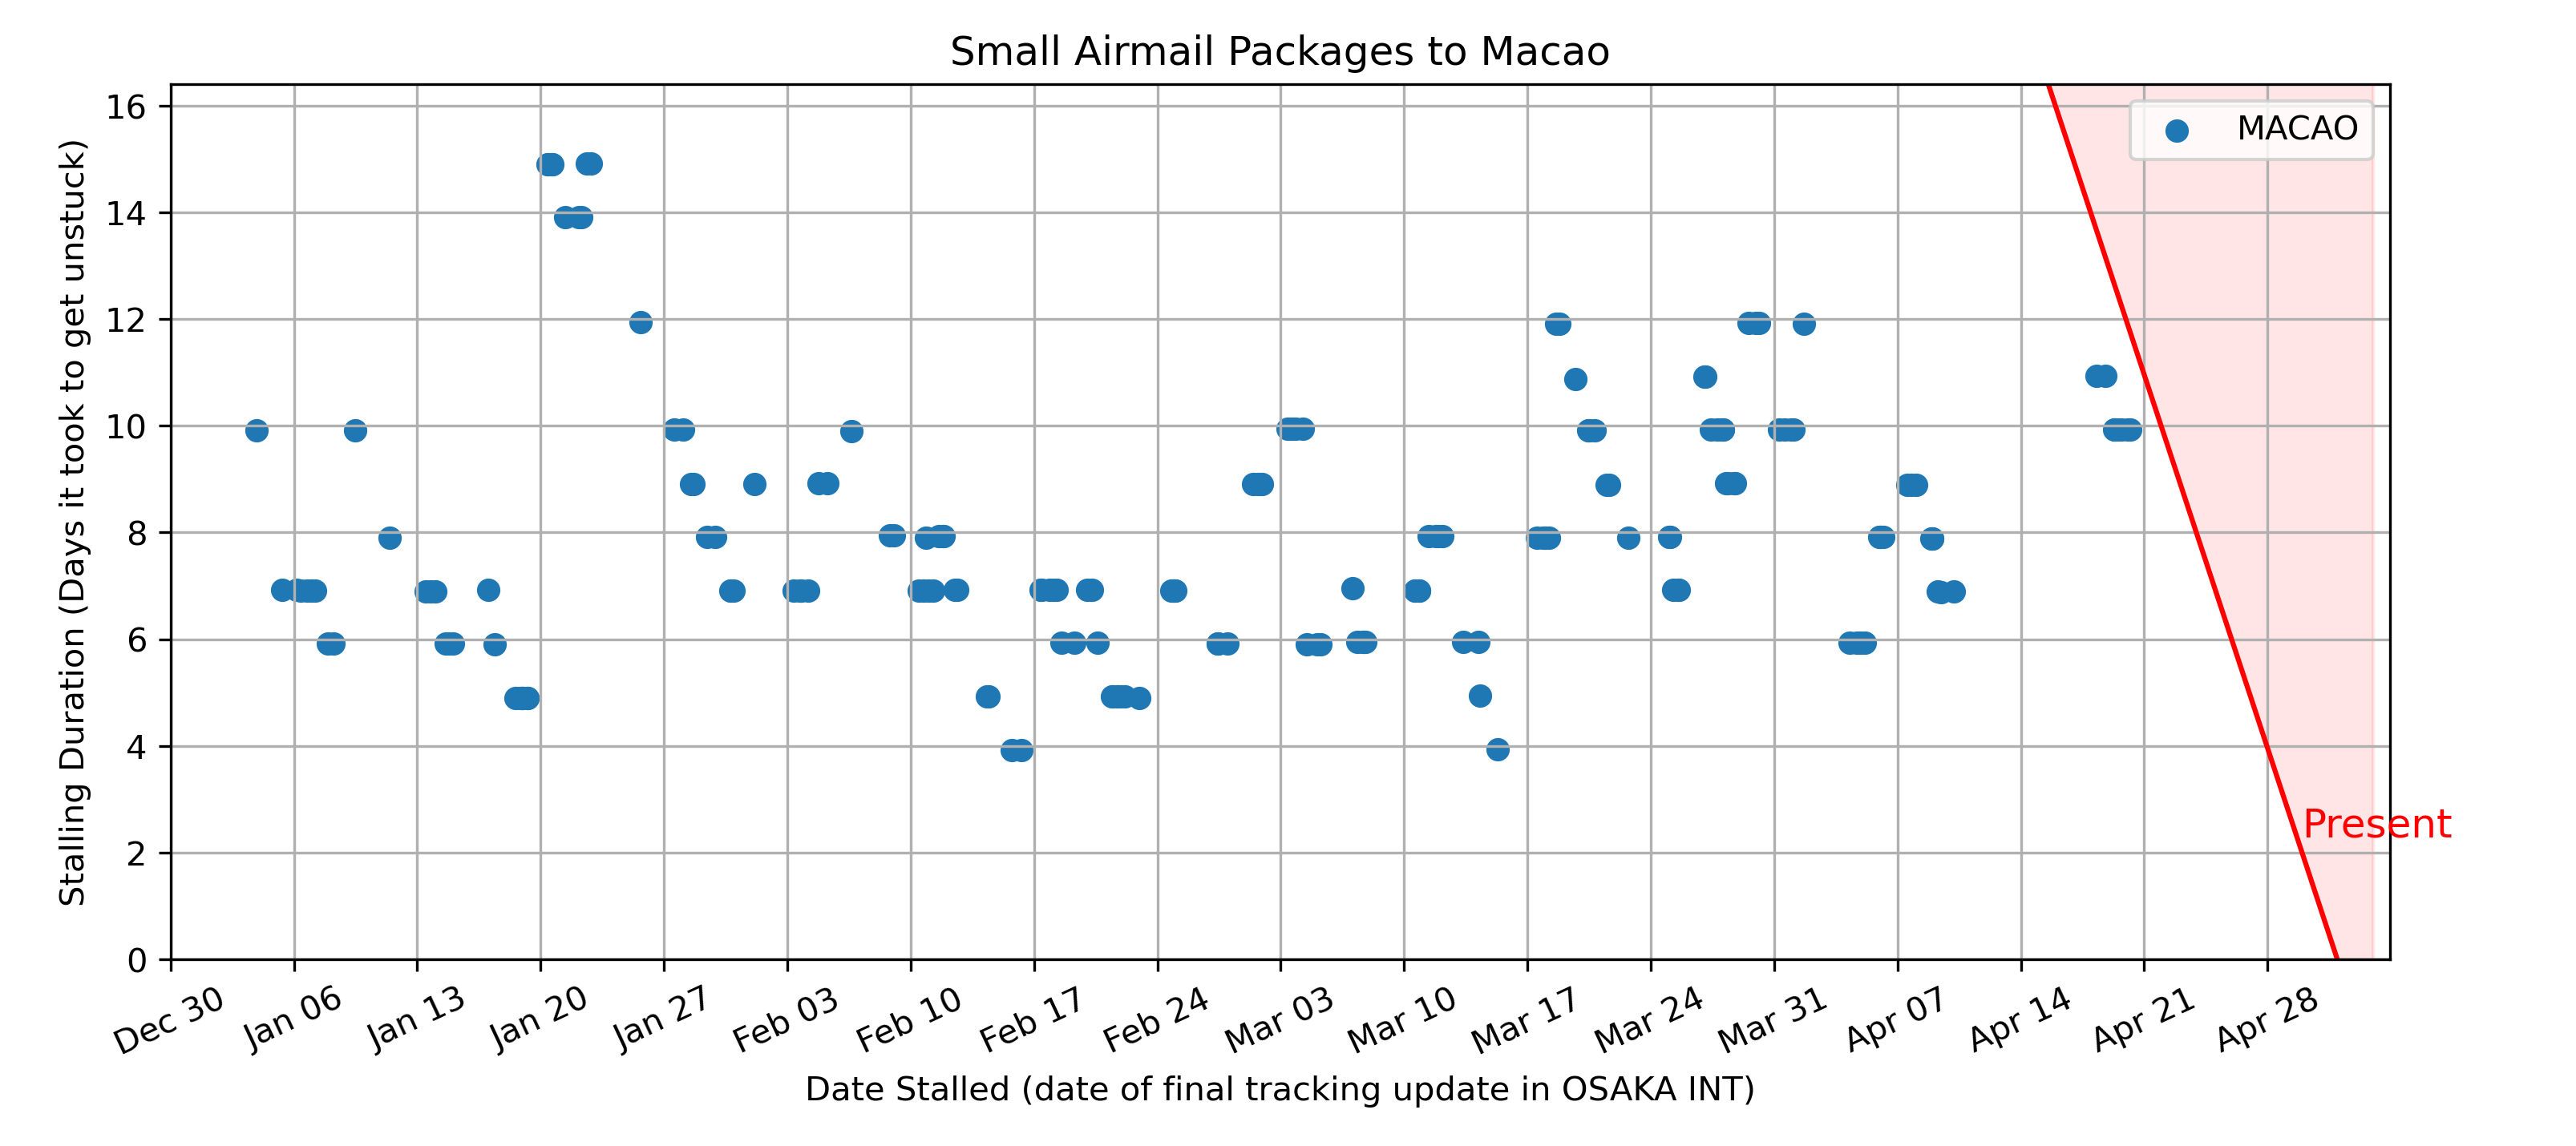 Small Airmail Packages to Macao
Stalling Duration (Days it took to get unstuck)
16
14
12
10
8
6
4
2
0
MACAO
Present
Dec 30
Jan 06
Jan 13
Jan 20
Jan 27
Feb 03
Feb 10
Feb 17
Feb 24
Mar 03
Mar 10
Mar 17
Mar 24
Mar 31
Apr 07
Apr 14
Apr 21
Apr 28
Date Stalled (date of final tracking update in OSAKA INT)